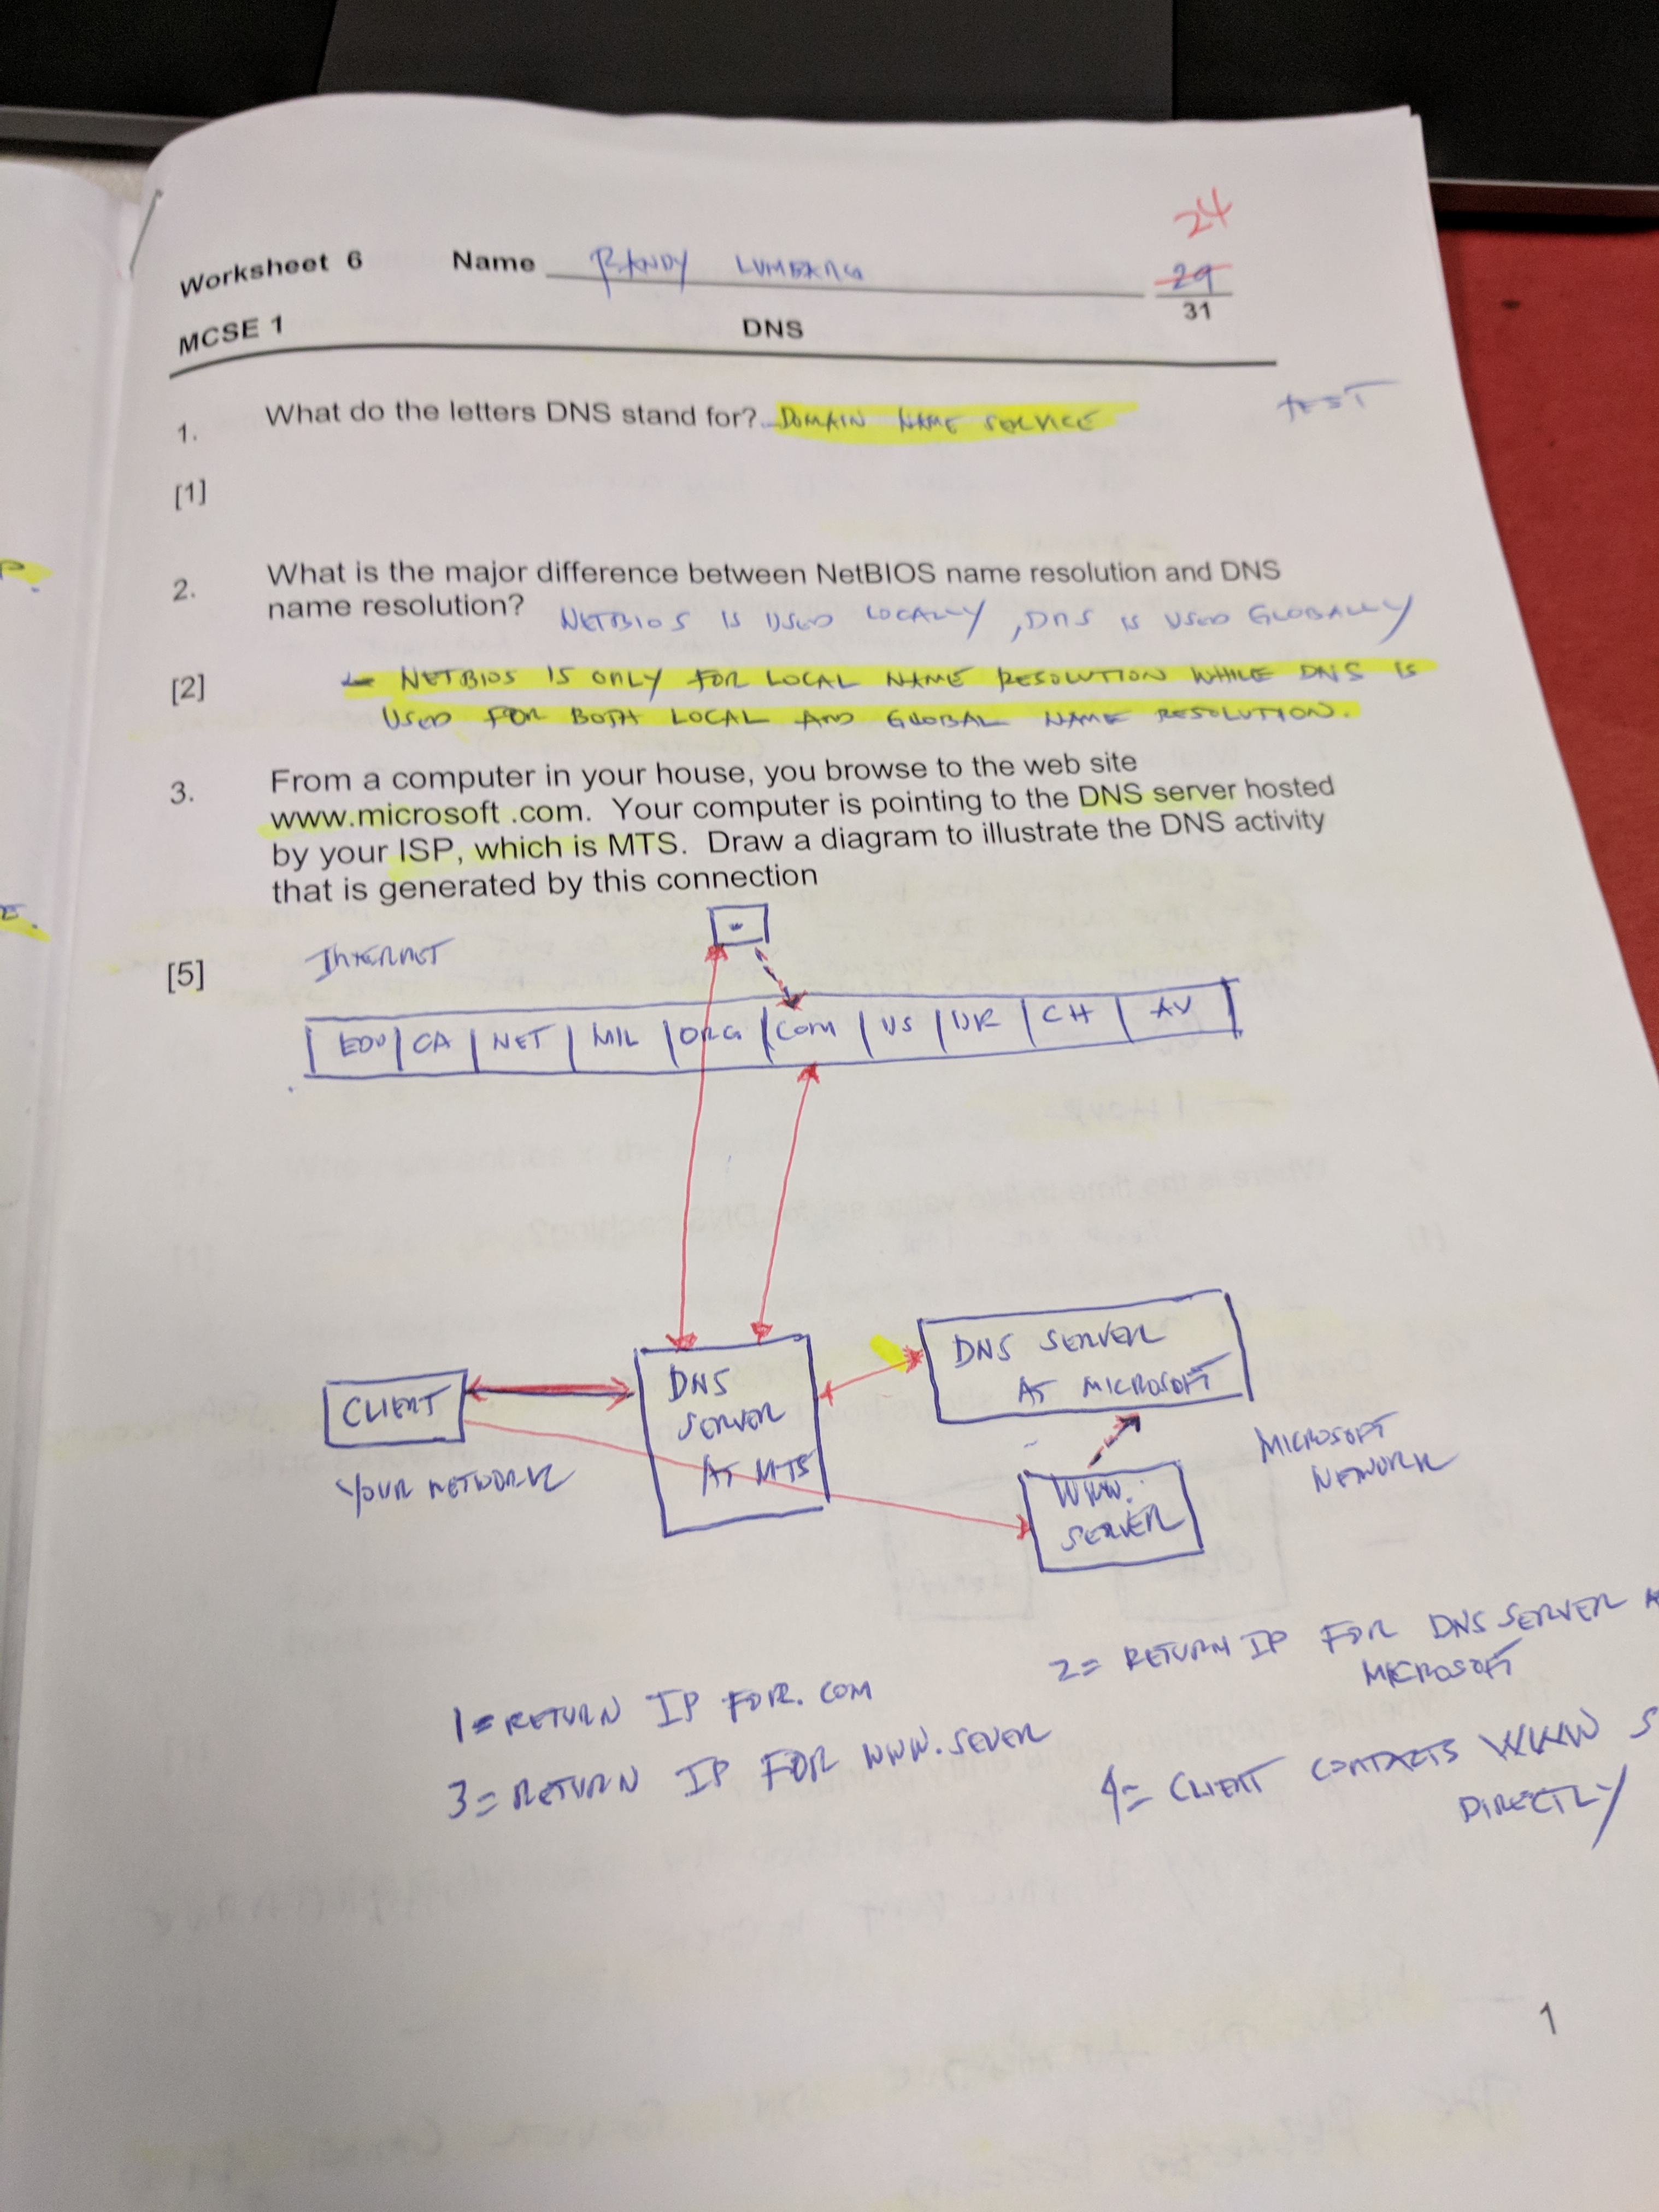 24
Worksheet 6 Name RANDY LUMBERG 29
31
MCSE 1 DNS
TEST
1. What do the letters DNS stand for? DOMAIN NAME SERVICE
[1]
2. What is the major difference between NetBIOS name resolution and DNS
name resolution? NETBIOS IS USED LOCALLY, DNS IS USED GLOBALLY
[2] - NETBIOS IS ONLY FOR LOCAL NAME RESOLUTION WHILE DNS IS
USED FOR BOTH LOCAL AND GLOBAL NAME RESOLUTION.
3. From a computer in your house, you browse to the web site
www.microsoft .com. Your computer is pointing to the DNS server hosted
by your ISP, which is MTS. Draw a diagram to illustrate the DNS activity
that is generated by this connection
[5] INTERNET
EDU CA NET MIL ORG COM US UK CH AV
CLIENT
YOUR NETWORK
DNS
SERVER
AT MTS
DNS SERVER
AT MICROSOFT
WWW.
SERVER
MICROSOFT
NETWORK
1= RETURN IP FOR. COM
2= RETURN IP FOR DNS SERVER
MICROSOFT
3= RETURN IP FOR WWW.SEVER
4= CLIENT CONTACTS WWW S
DIRECTLY
1